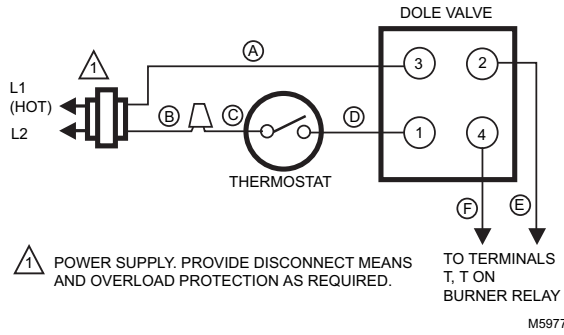 DOLE VALVE
A
1
L1
(HOT)
L2
B
C
D
3
2
1
4
THERMOSTAT
F
E
1 POWER SUPPLY. PROVIDE DISCONNECT MEANS
AND OVERLOAD PROTECTION AS REQUIRED.
TO TERMINALS
T, T ON
BURNER RELAY
M5977